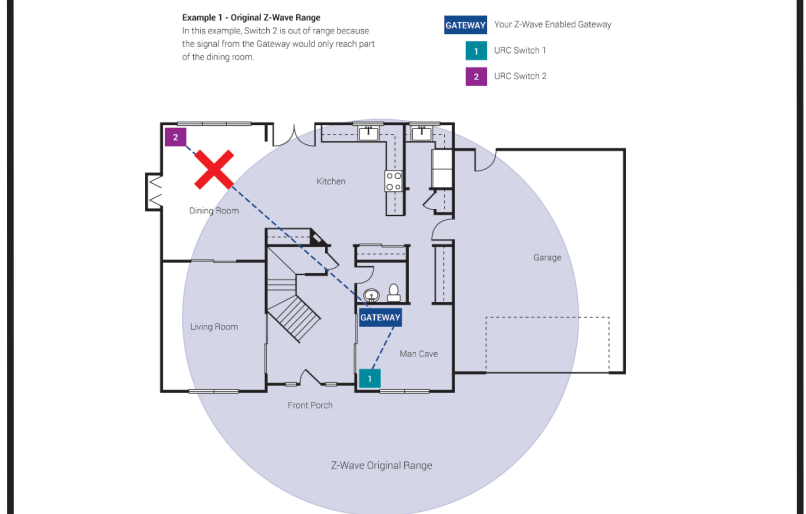 Example 1 - Original Z-Wave Range
In this example, Switch 2 is out of range because
the signal from the Gateway would only reach part
of the dining room.
GATEWAY Your Z-Wave Enabled Gateway
1 URC Switch 1
2 URC Switch 2
2
Kitchen
Dining Room
Garage
GATEWAY
Living Room
Man Cave
1
Front Porch
Z-Wave Original Range